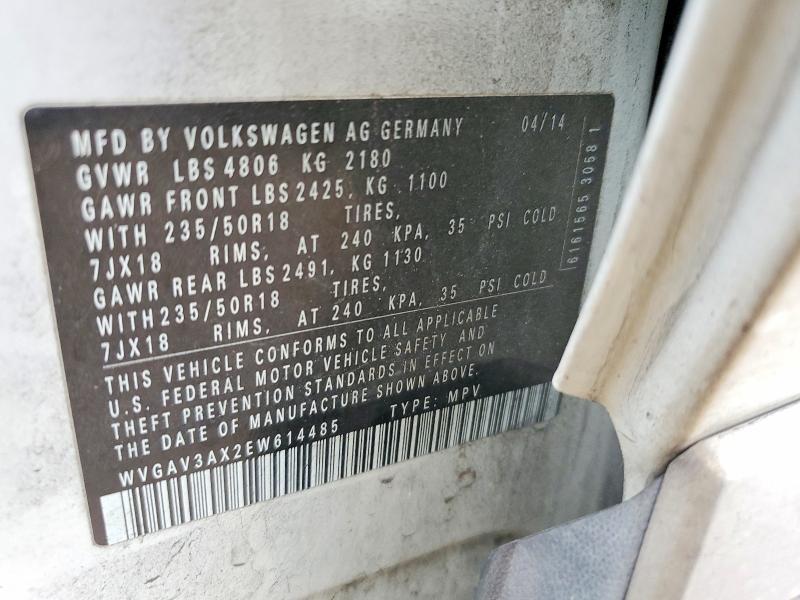 MFD BY VOLKSWAGEN AG GERMANY 04/14
GVWR LBS 4806 KG 2180
GAWR FRONT LBS 2425, KG 1100
WITH 235/50R18 TIRES,
7JX18 RIMS, AT 240 KPA, 35 PSI COLD
GAWR REAR LBS 2491, KG 1130
WITH 235/50R18 TIRES,
7JX18 RIMS, AT 240 KPA, 35 PSI COLD
THIS VEHICLE CONFORMS TO ALL APPLICABLE
U.S. FEDERAL MOTOR VEHICLE SAFETY AND
THEFT PREVENTION STANDARDS IN EFFECT ON
THE DATE OF MANUFACTURE SHOWN ABOVE.
WVGAV3AX2EW614485 TYPE: MPV
6161565 30681